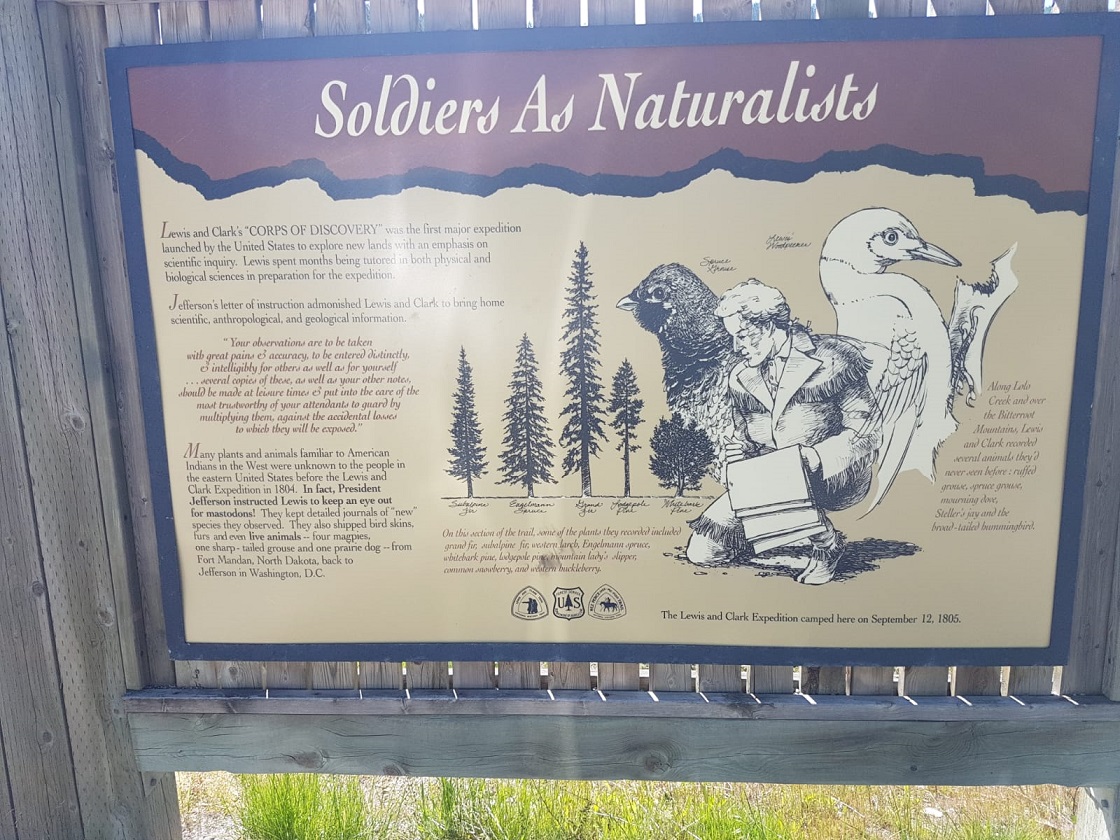 Soldiers As Naturalists
Lewis and Clark's "CORPS OF DISCOVERY" was the first major expedition
launched by the United States to explore new lands with an emphasis on
scientific inquiry. Lewis spent months being tutored in both physical and
biological sciences in preparation for the expedition.
Jefferson's letter of instruction admonished Lewis and Clark to bring home
scientific, anthropological, and geological information.
"Your observations are to be taken
with great pains & accuracy, to be entered distinctly,
& intelligibly for others as well as for yourself
. . . several copies of these, as well as your other notes,
should be made at leisure times & put into the care of the
most trustworthy of your attendants to guard by
multiplying them, against the accidental losses
to which they will be exposed."
Many plants and animals familiar to American
Indians in the West were unknown to the people in
the eastern United States before the Lewis and
Clark Expedition in 1804. In fact, President
Jefferson instructed Lewis to keep an eye out
for mastodons! They kept detailed journals of "new"
species they observed. They also shipped bird skins,
furs and even live animals -- four magpies,
one sharp-tailed grouse and one prairie dog -- from
Fort Mandan, North Dakota, back to
Jefferson in Washington, D.C.
Subalpine
Fir
Engelmann
Spruce
Grand
Fir
Lodgepole
Pine
Whitebark
Pine
On this section of the trail, some of the plants they recorded included
grand fir, subalpine fir, western larch, Engelmann spruce,
whitebark pine, lodgepole pine, mountain lady's slipper,
common snowberry, and western huckleberry.
Spruce
Grouse
Lewis'
Woodpecker
Along Lolo
Creek and over
the Bitterroot
Mountains, Lewis
and Clark recorded
several animals they'd
never seen before: ruffed
grouse, spruce grouse,
mourning dove,
Steller's jay and the
broad-tailed hummingbird.
U S
The Lewis and Clark Expedition camped here on September 12, 1805.